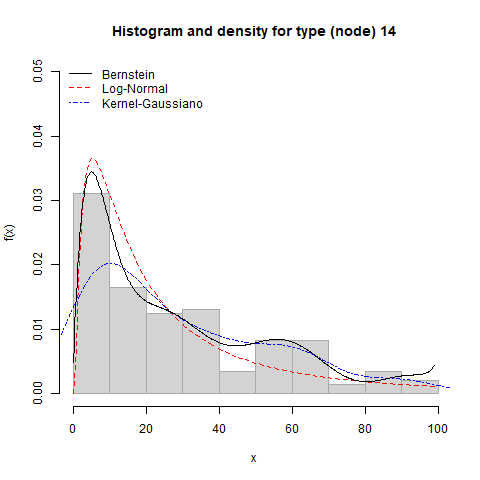 Histogram and density for type (node) 14
Bernstein
Log-Normal
Kernel-Gaussiano
f(x)
0.05
0.04
0.03
0.02
0.01
0.00
0 20 40 60 80 100
x